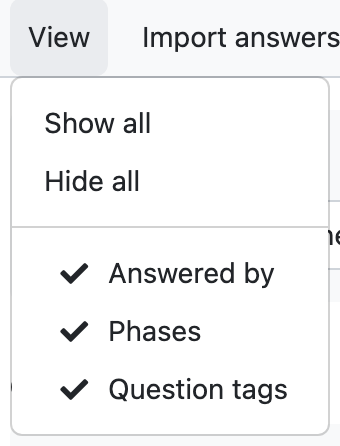 View Import answers
Show all
Hide all
Answered by
Phases
Question tags